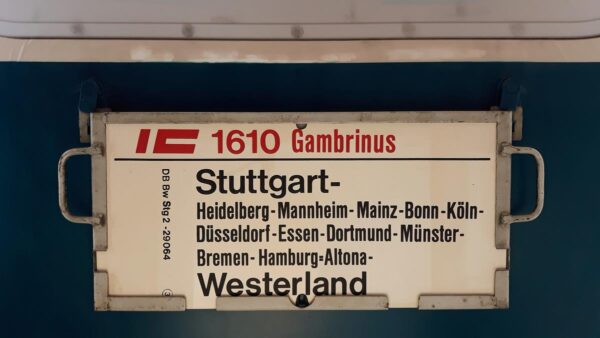 IC 1610 Gambrinus
Stuttgart-
Heidelberg-Mannheim-Mainz-Bonn-Köln-
Düsseldorf-Essen-Dortmund-Münster-
Bremen-Hamburg=Altona-
Westerland
DB Bw Stg 2 -29064